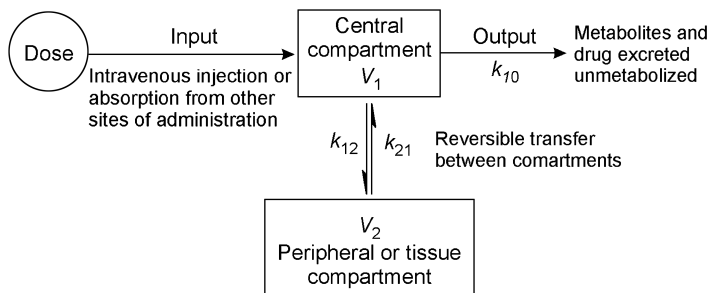 Dose
Input
Intravenous injection or
absorption from other
sites of administration
Central
compartment
V1
Output
k10
Metabolites and
drug excreted
unmetabolized
k12
k21
Reversible transfer
between comartments
V2
Peripheral or tissue
compartment